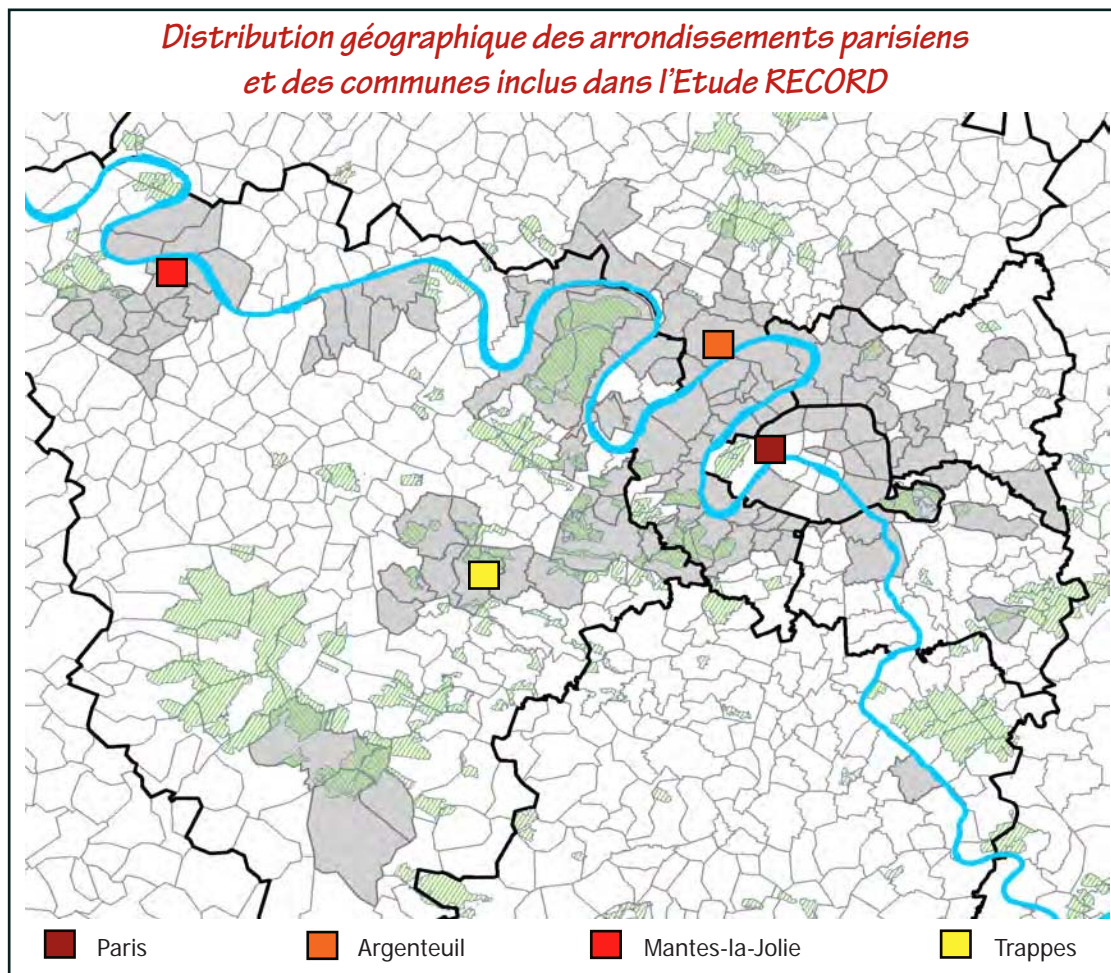 Distribution géographique des arrondissements parisiens
et des communes inclus dans l'Etude RECORD
Paris
Argenteuil
Mantes-la-Jolie
Trappes